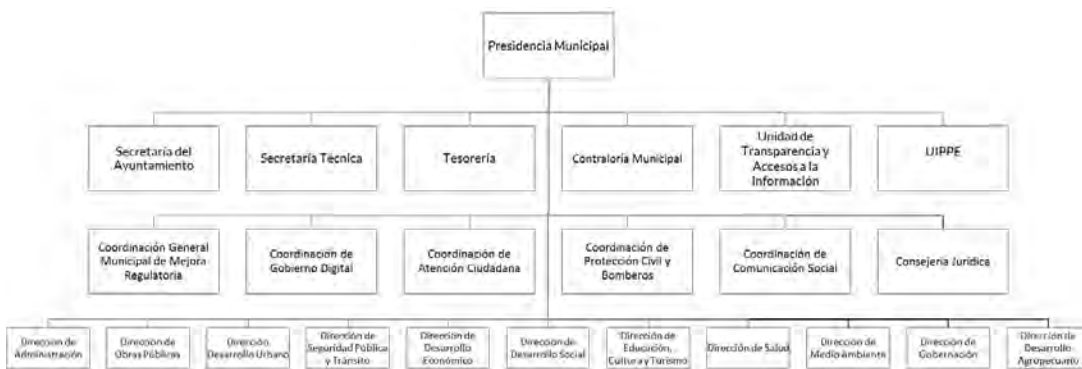 Presidencia Municipal
Secretaría del
Ayuntamiento
Secretaría Técnica
Tesorería
Contraloría Municipal
Unidad de
Transparencia y
Accesos a la
Información
UIPPE
Coordinación General
Municipal de Mejora
Regulatoria
Coordinación de
Gobierno Digital
Coordinación de
Atención Ciudadana
Coordinación de
Protección Civil y
Bomberos
Coordinación de
Comunicación Social
Consejería Jurídica
Dirección de
Administración
Dirección de
Obras Públicas
Dirección
Desarrollo Urbano
Dirección de
Seguridad Pública
y Tránsito
Dirección de
Desarrollo
Económico
Dirección de
Desarrollo Social
Dirección de
Educación,
Cultura y Turismo
Dirección de Salud
Dirección de
Medio Ambiente
Dirección de
Gobernación
Dirección de
Desarrollo
Agropecuario